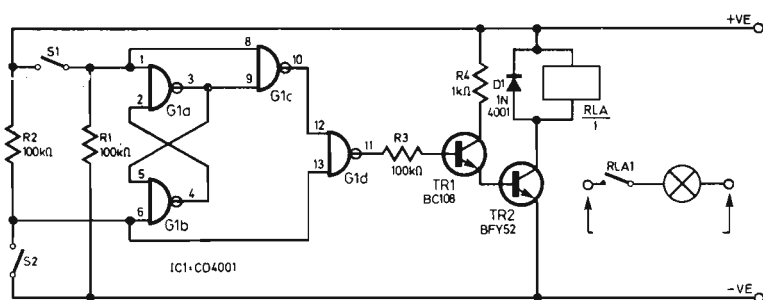 +VE
S1
8
10
1
3
9
G1c
2
G1a
R4
1kΩ
D1
1N
4001
RLA
1
R2
100kΩ
R1
100kΩ
12
11
R3
100kΩ
13
G1d
TR1
BC108
5
4
6
G1b
TR2
BFY52
RLA1
S2
IC1=CD4001
-VE